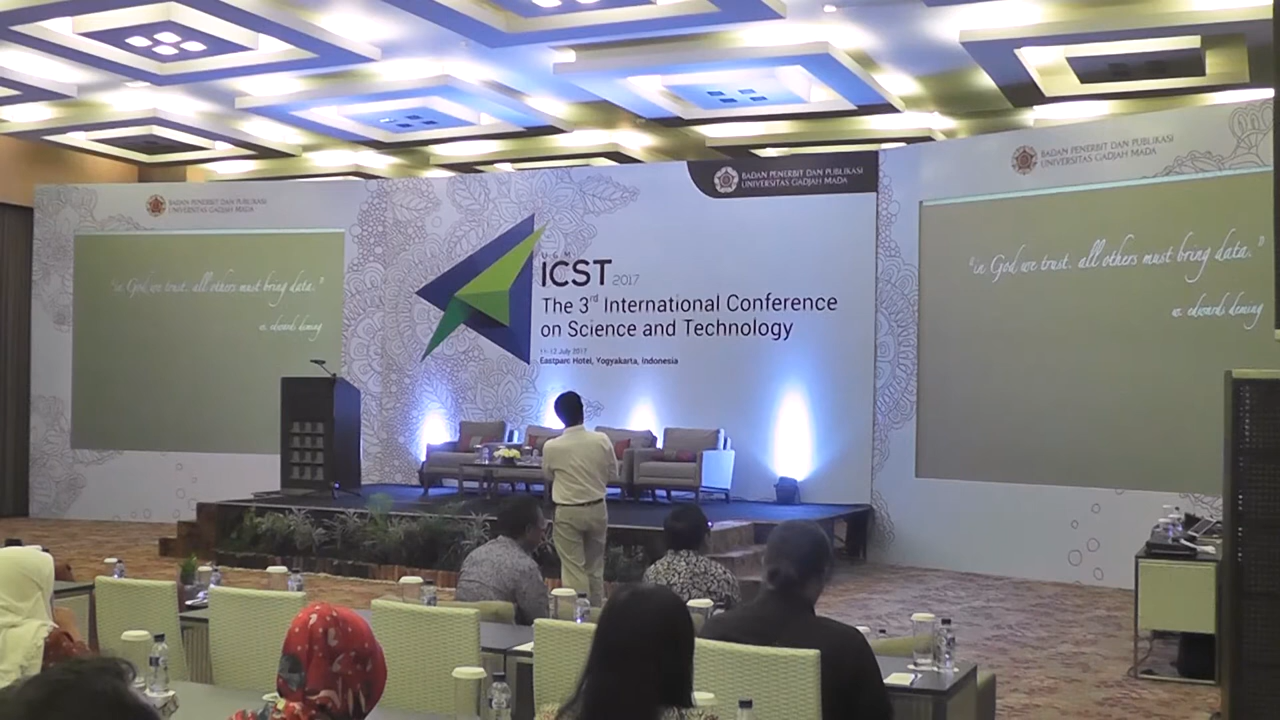 BADAN PENERBIT DAN PUBLIKASI
UNIVERSITAS GADJAH MADA
"in God we trust. all others must bring data."
w. edwards deming
BADAN PENERBIT DAN PUBLIKASI
UNIVERSITAS GADJAH MADA
UGM
ICST 2017
The 3rd International Conference
on Science and Technology
11-12 July 2017
Eastparc Hotel, Yogyakarta, Indonesia
BADAN PENERBIT DAN PUBLIKASI
UNIVERSITAS GADJAH MADA
"in God we trust. all others must bring data."
w. edwards deming